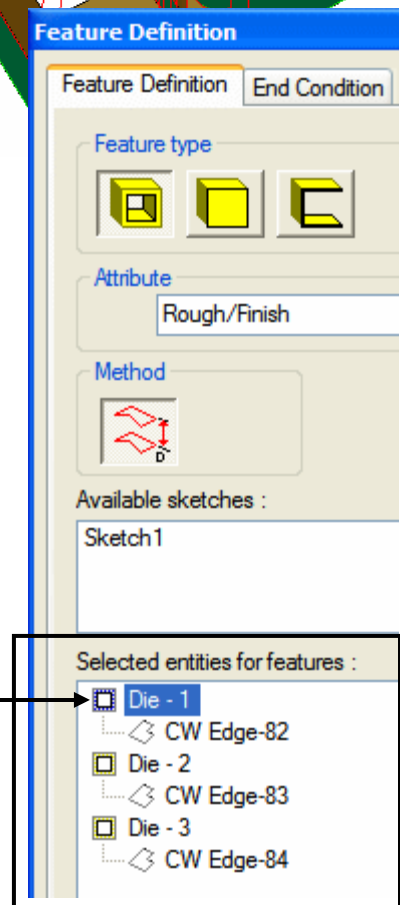 Feature Definition
Feature Definition End Condition
Feature type
Attribute
Rough/Finish
Method
D
Available sketches :
Sketch1
Selected entities for features :
Die - 1
CW Edge-82
Die - 2
CW Edge-83
Die - 3
CW Edge-84